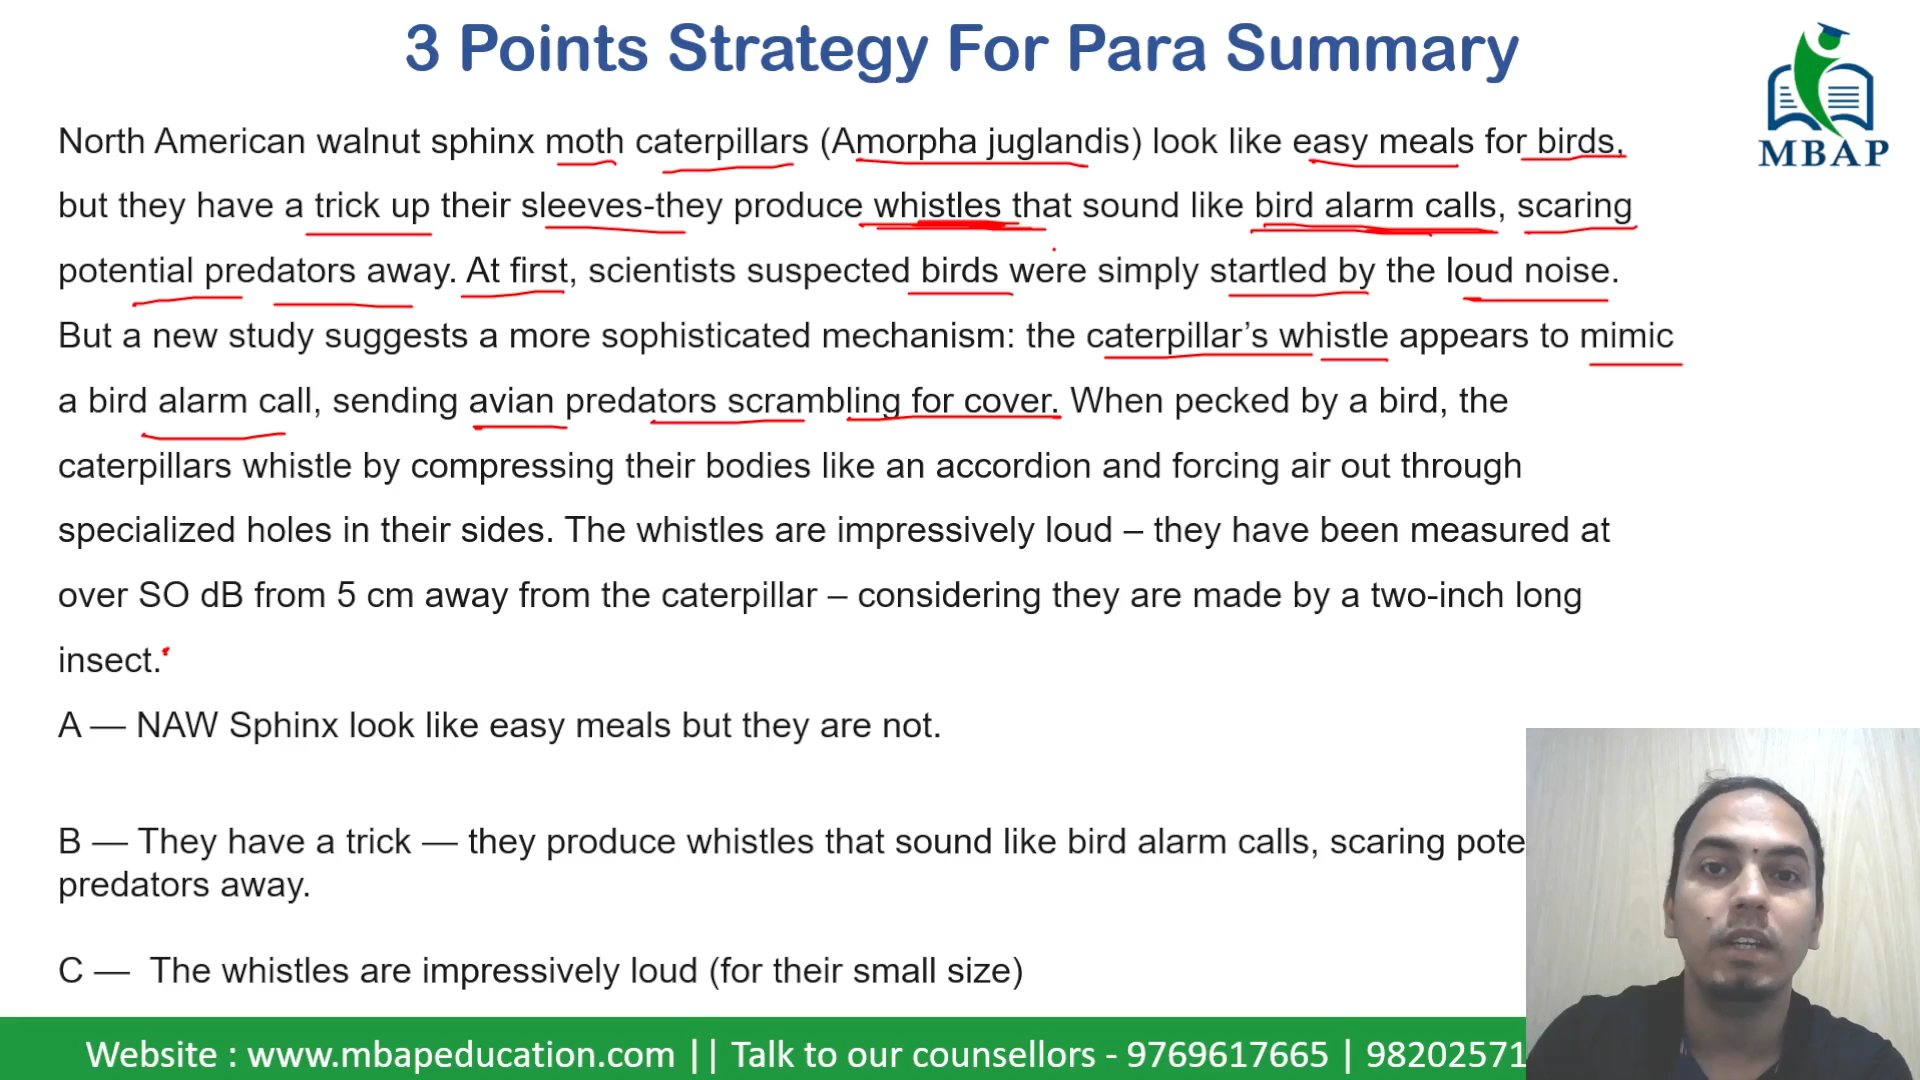 3 Points Strategy For Para Summary
MBAP
North American walnut sphinx moth caterpillars (Amorpha juglandis) look like easy meals for birds,
but they have a trick up their sleeves-they produce whistles that sound like bird alarm calls, scaring
potential predators away. At first, scientists suspected birds were simply startled by the loud noise.
But a new study suggests a more sophisticated mechanism: the caterpillar’s whistle appears to mimic
a bird alarm call, sending avian predators scrambling for cover. When pecked by a bird, the
caterpillars whistle by compressing their bodies like an accordion and forcing air out through
specialized holes in their sides. The whistles are impressively loud – they have been measured at
over SO dB from 5 cm away from the caterpillar – considering they are made by a two-inch long
insect.
A — NAW Sphinx look like easy meals but they are not.
B — They have a trick — they produce whistles that sound like bird alarm calls, scaring pote
predators away.
C — The whistles are impressively loud (for their small size)
Website : www.mbapeducation.com || Talk to our counsellors - 9769617665 | 98202571